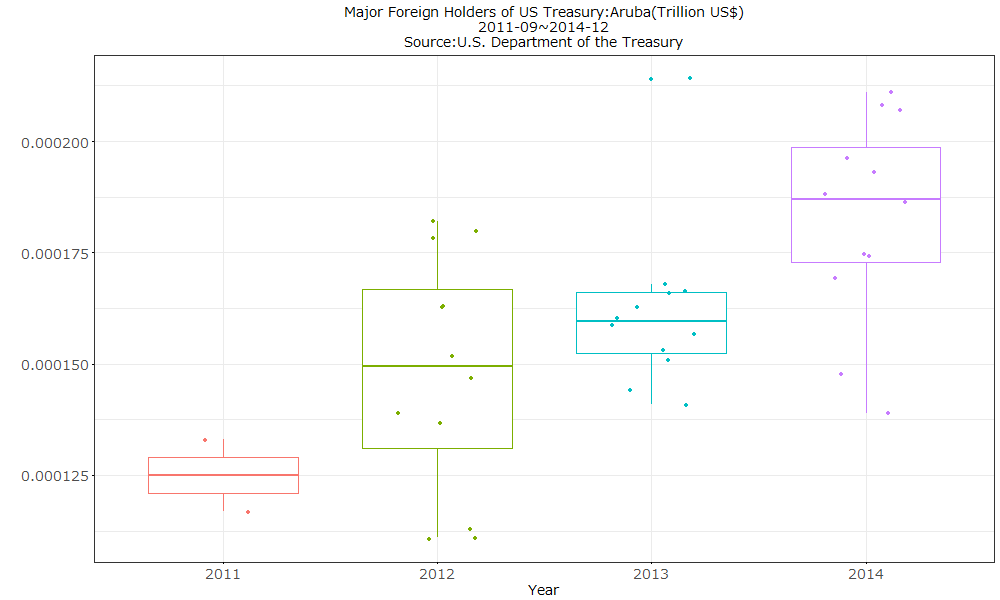 Major Foreign Holders of US Treasury:Aruba(Trillion US$)
2011-09~2014-12
Source:U.S. Department of the Treasury
0.000200
0.000175
0.000150
0.000125
2011 2012 2013 2014
Year